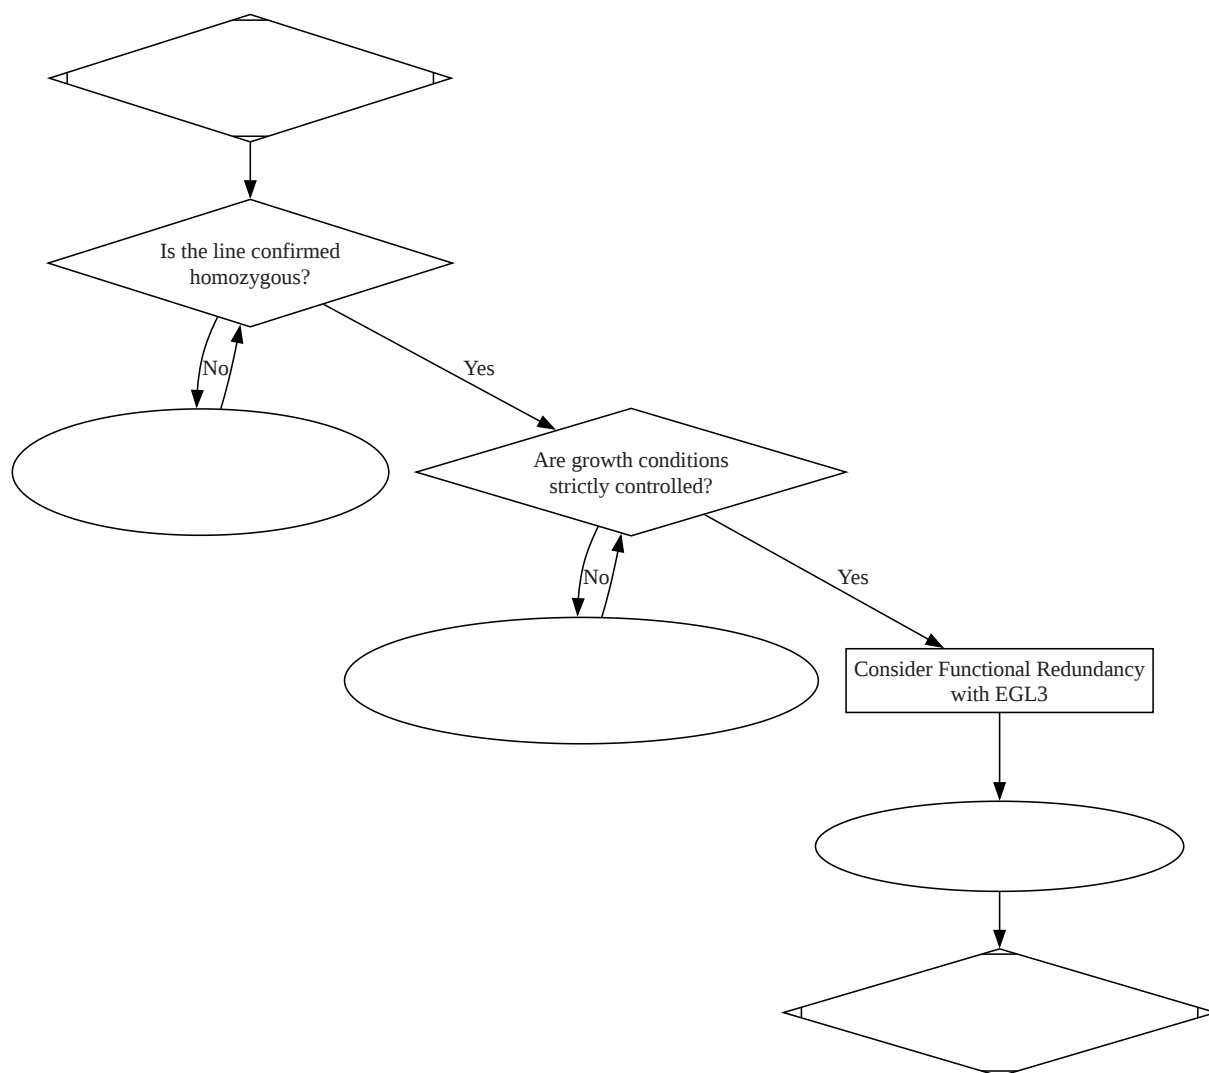 Is the line confirmed
homozygous?
No
Yes
Are growth conditions
strictly controlled?
No
Yes
Consider Functional Redundancy
with EGL3